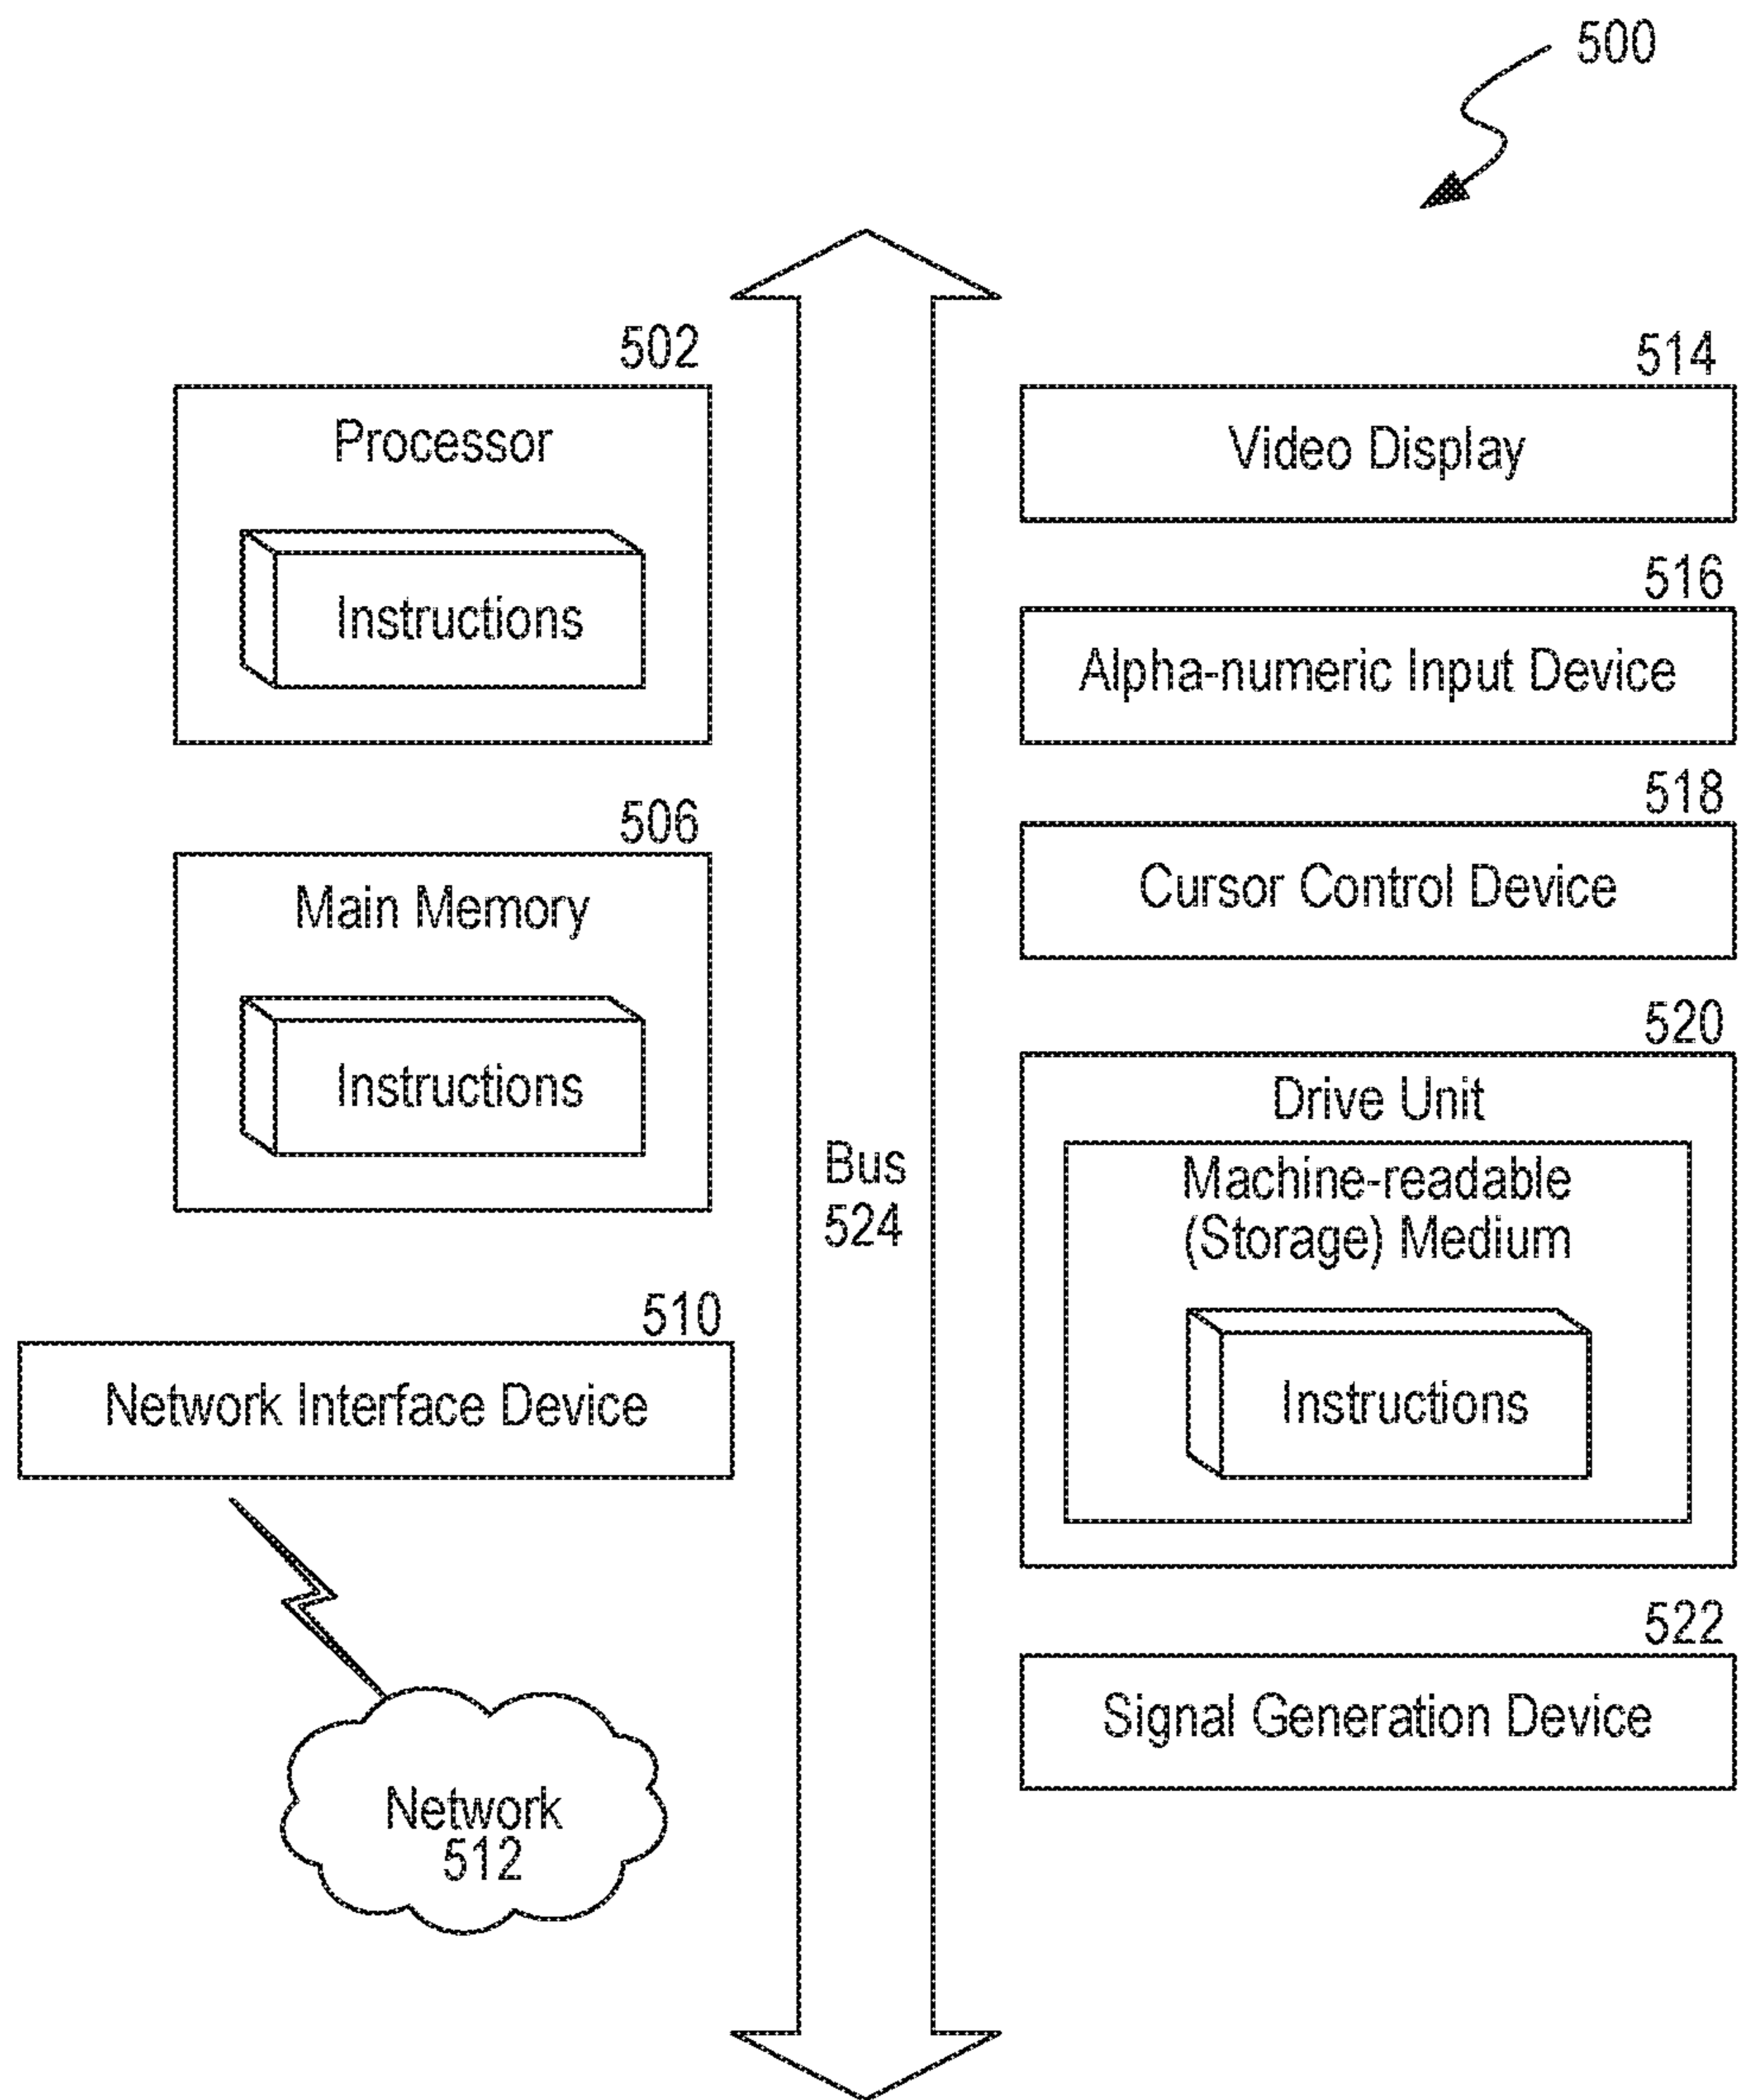 500
502
Processor
Instructions
506
Main Memory
Instructions
510
Network Interface Device
Network
512
Bus
524
514
Video Display
516
Alpha-numeric Input Device
518
Cursor Control Device
520
Drive Unit
Machine-readable
(Storage) Medium
Instructions
522
Signal Generation Device